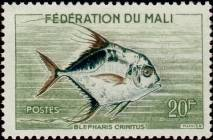 FÉDÉRATION DU MALI
POSTES
20F
BLEPHARIS CRINITUS